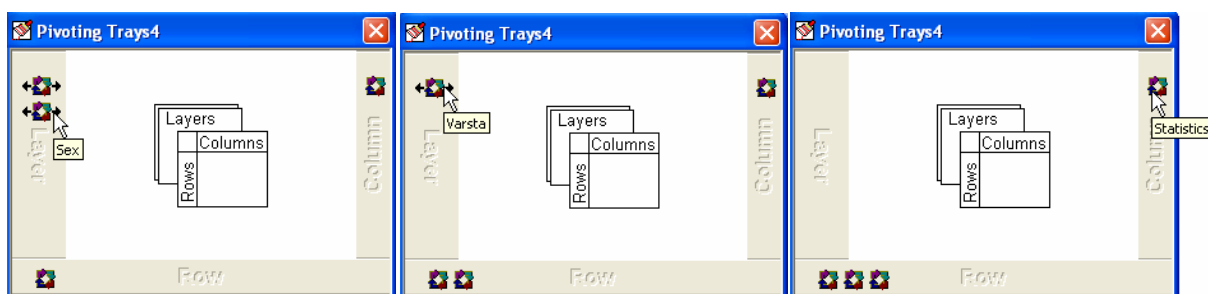 Pivoting Trays4
Layers
Columns
Rows
Sex
Layer
Column
Row
Pivoting Trays4
Layers
Columns
Rows
Varsta
Layer
Column
Row
Pivoting Trays4
Layers
Columns
Rows
Statistics
Layer
Column
Row